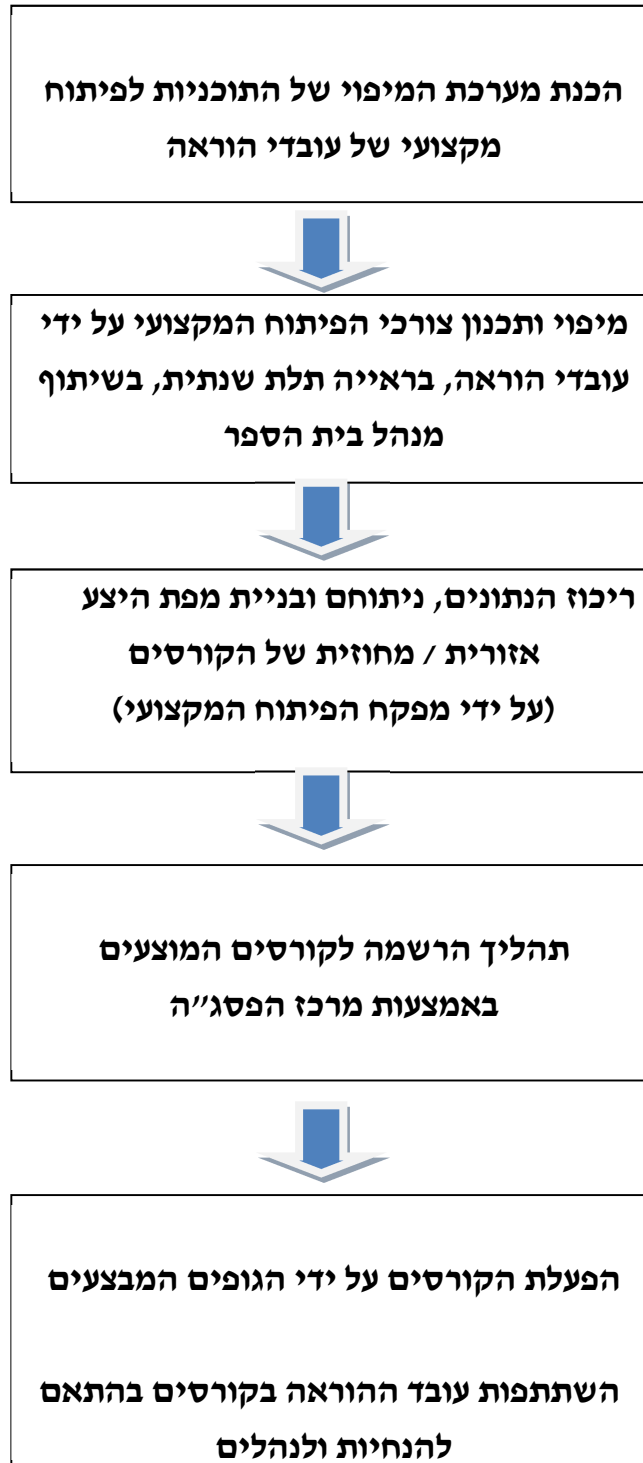 הכנת מערכת המיפוי של התוכניות לפיתוח
מקצועי של עובדי הוראה
מיפוי ותכנון צורכי הפיתוח המקצועי על ידי
עובדי הוראה, בראייה תלת שנתית, בשיתוף
מנהל בית הספר
ריכוז הנתונים, ניתוחם ובניית מפת היצע
אזורית / מחוזית של הקורסים
(על ידי מפקח הפיתוח המקצועי)
תהליך הרשמה לקורסים המוצעים
באמצעות מרכז הפסג״ה
הפעלת הקורסים על ידי הגופים המבצעים
השתתפות עובד ההוראה בקורסים בהתאם
להנחיות ולנהלים